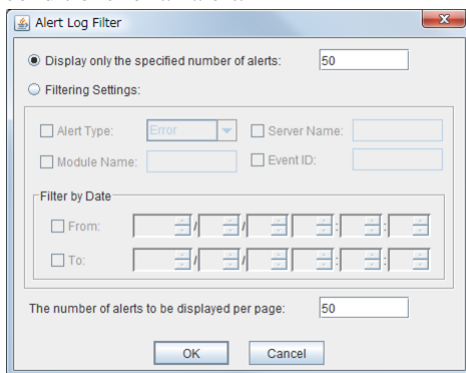 Alert Log Filter
Display only the specified number of alerts: 50
Filtering Settings:
Alert Type: Error Server Name:
Module Name: Event ID:
Filter by Date
From: / / : :
To: / / : :
The number of alerts to be displayed per page: 50
OK Cancel